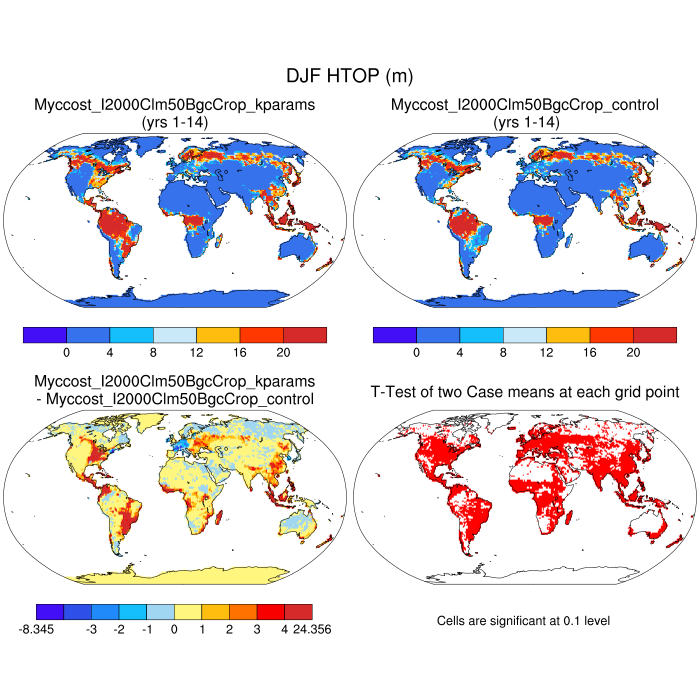 DJF HTOP (m)
Myccost_I2000Clm50BgcCrop_kparams
(yrs 1-14)
Myccost_I2000Clm50BgcCrop_control
(yrs 1-14)
0 4 8 12 16 20
0 4 8 12 16 20
Myccost_I2000Clm50BgcCrop_kparams
- Myccost_I2000Clm50BgcCrop_control
T-Test of two Case means at each grid point
-8.345 -3 -2 -1 0 1 2 3 4 24.356
Cells are significant at 0.1 level